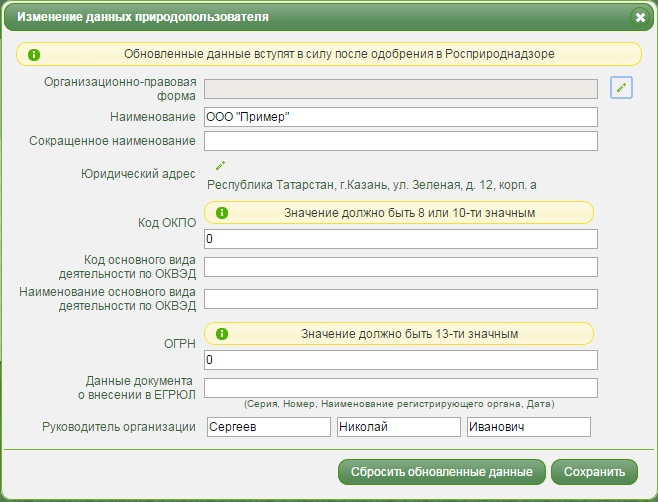 Изменение данных природопользователя
Обновленные данные вступят в силу после одобрения в Росприроднадзоре
Организационно-правовая
форма
Наименование
ООО "Пример"
Сокращенное наименование
Юридический адрес
Республика Татарстан, г.Казань, ул. Зеленая, д. 12, корп. а
Значение должно быть 8 или 10-ти значным
Код ОКПО
0
Код основного вида
деятельности по ОКВЭД
Наименование основного вида
деятельности по ОКВЭД
Значение должно быть 13-ти значным
ОГРН
0
Данные документа
о внесении в ЕГРЮЛ
(Серия, Номер, Наименование регистрирующего органа, Дата)
Руководитель организации Сергеев Николай Иванович
Сбросить обновленные данные Сохранить